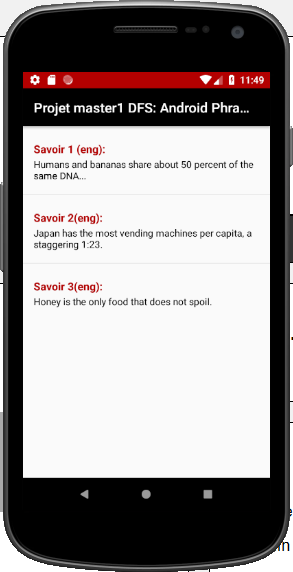 11:49
Projet master1 DFS: Android Phra...
Savoir 1 (eng):
Humans and bananas share about 50 percent of the
same DNA...
Savoir 2(eng):
Japan has the most vending machines per capita, a
staggering 1:23.
Savoir 3(eng):
Honey is the only food that does not spoil.